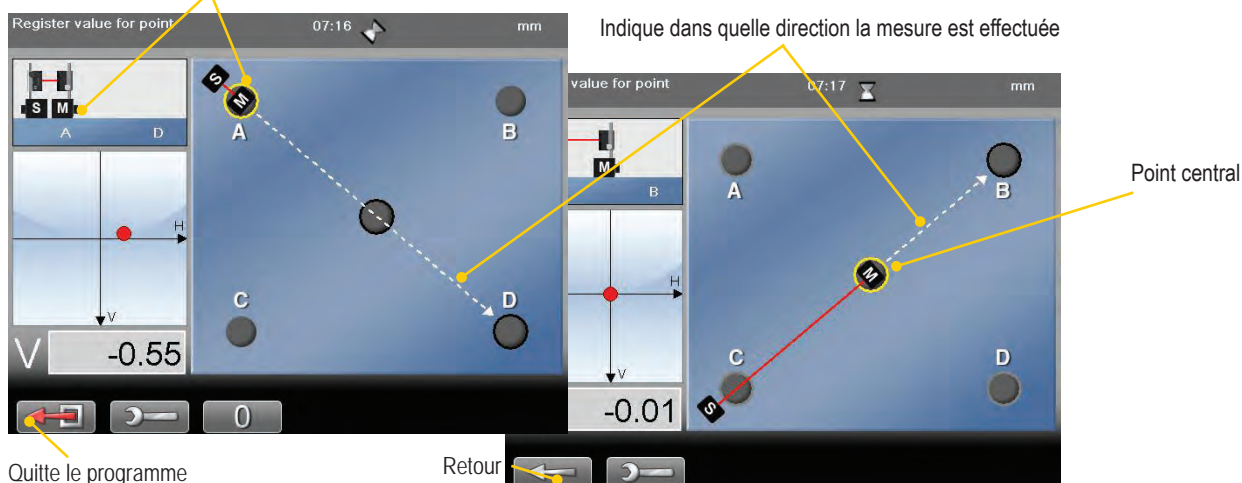 Register value for point 07:16 mm
Indique dans quelle direction la mesure est effectuée
S M
A D
S
M
A
B
H
V
C
D
V -0.55
0
Quitte le programme
value for point 07:17 mm
M
B
A
B
Point central
M
H
V
C
D
S
-0.01
Retour